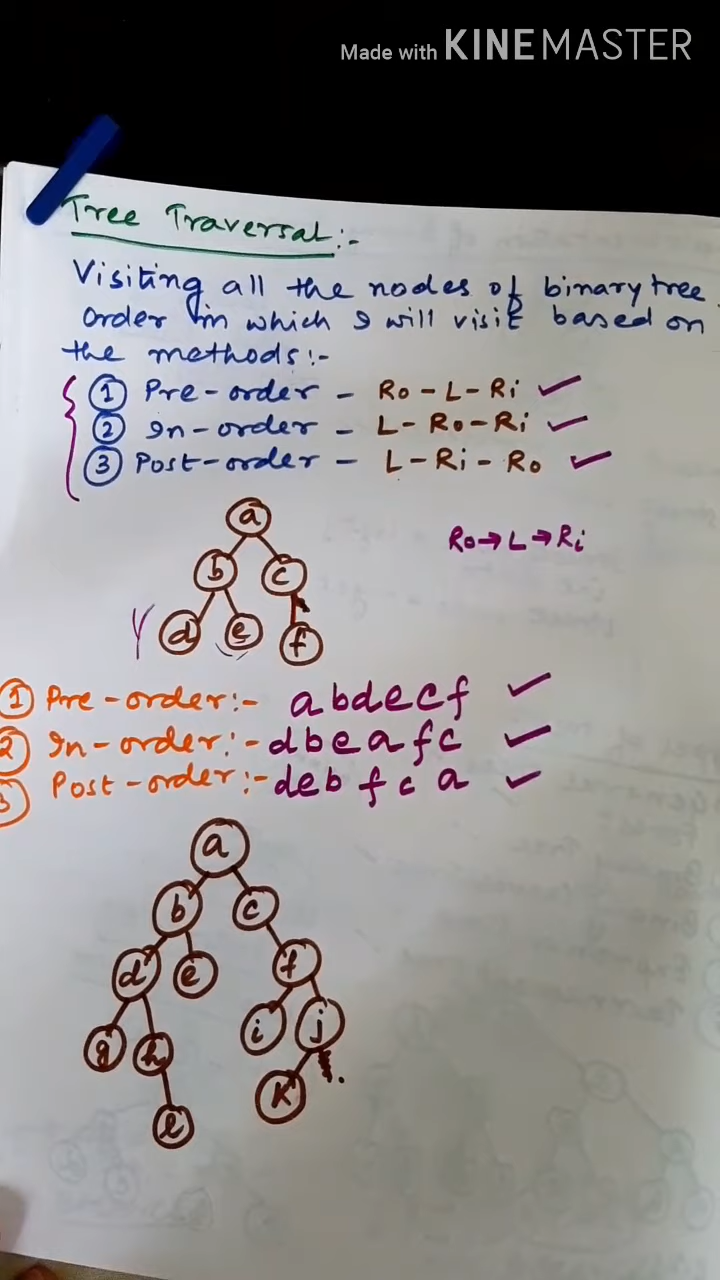 Made with KINEMASTER
Tree Traversal:-
Visiting all the nodes of binary tree.
Order in which I will visit based on
the methods:-
① Pre-order - Ro-L-Ri ✓
② In-order - L-Ro-Ri ✓
③ Post-order - L-Ri-Ro ✓
a
Ro→L→Ri
b c
d e f
① Pre-order:- abdecf ✓
2 In-order:- dbeafc ✓
3 Post-order:- debfca ✓
a
b c
d e f
g h i j
k
l